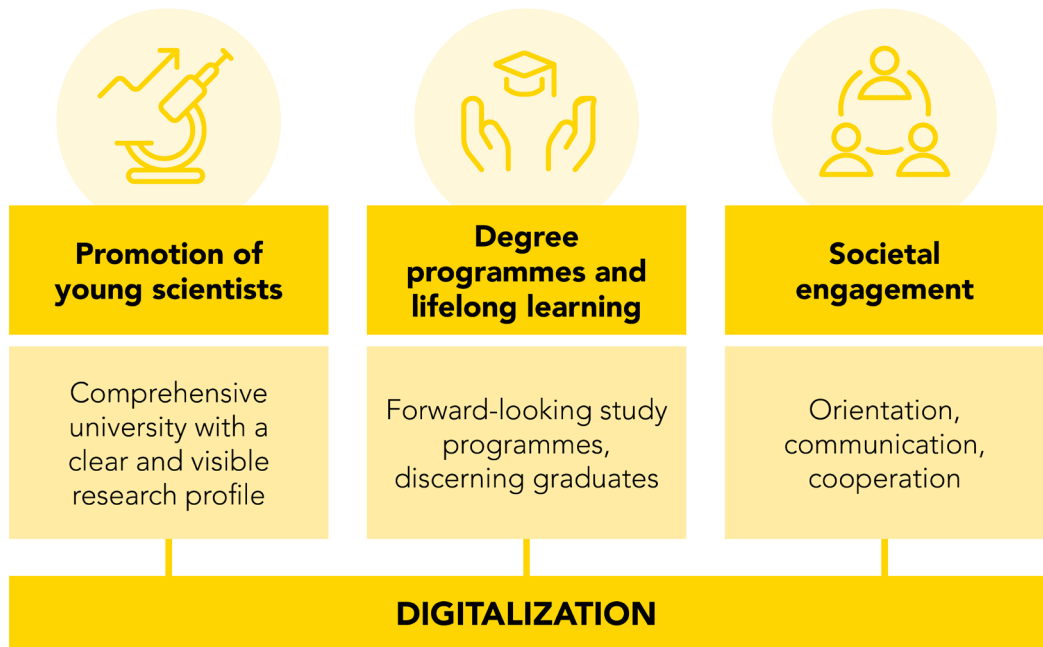 Promotion of
young scientists
Comprehensive
university with a
clear and visible
research profile
Degree
programmes and
lifelong learning
Forward-looking study
programmes,
discerning graduates
Societal
engagement
Orientation,
communication,
cooperation
DIGITALIZATION